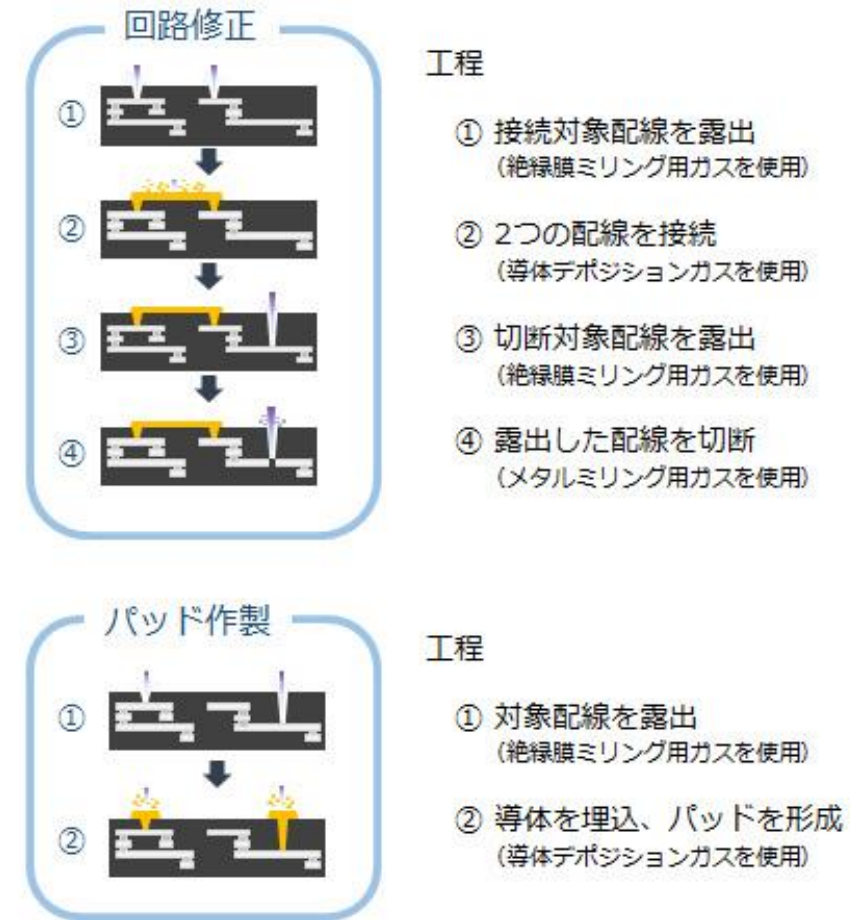 回路修正
①
②
③
④
工程
① 接続対象配線を露出
（絶縁膜ミリング用ガスを使用）
② 2つの配線を接続
（導体デポジションガスを使用）
③ 切断対象配線を露出
（絶縁膜ミリング用ガスを使用）
④ 露出した配線を切断
（メタルミリング用ガスを使用）
パッド作製
①
②
工程
① 対象配線を露出
（絶縁膜ミリング用ガスを使用）
② 導体を埋込、パッドを形成
（導体デポジションガスを使用）